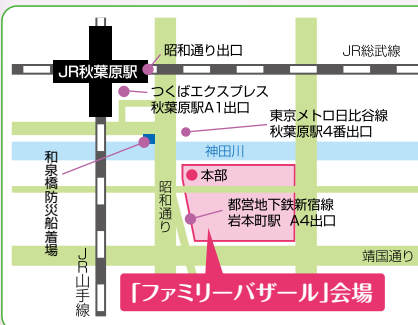 昭和通り出口
JR総武線
JR秋葉原駅
つくばエクスプレス
秋葉原駅A1出口
東京メトロ日比谷線
秋葉原駅4番出口
神田川
和泉橋防災船着場
本部
昭和通り
都営地下鉄新宿線
岩本町駅 A4出口
靖国通り
JR山手線
「ファミリーバザール」会場